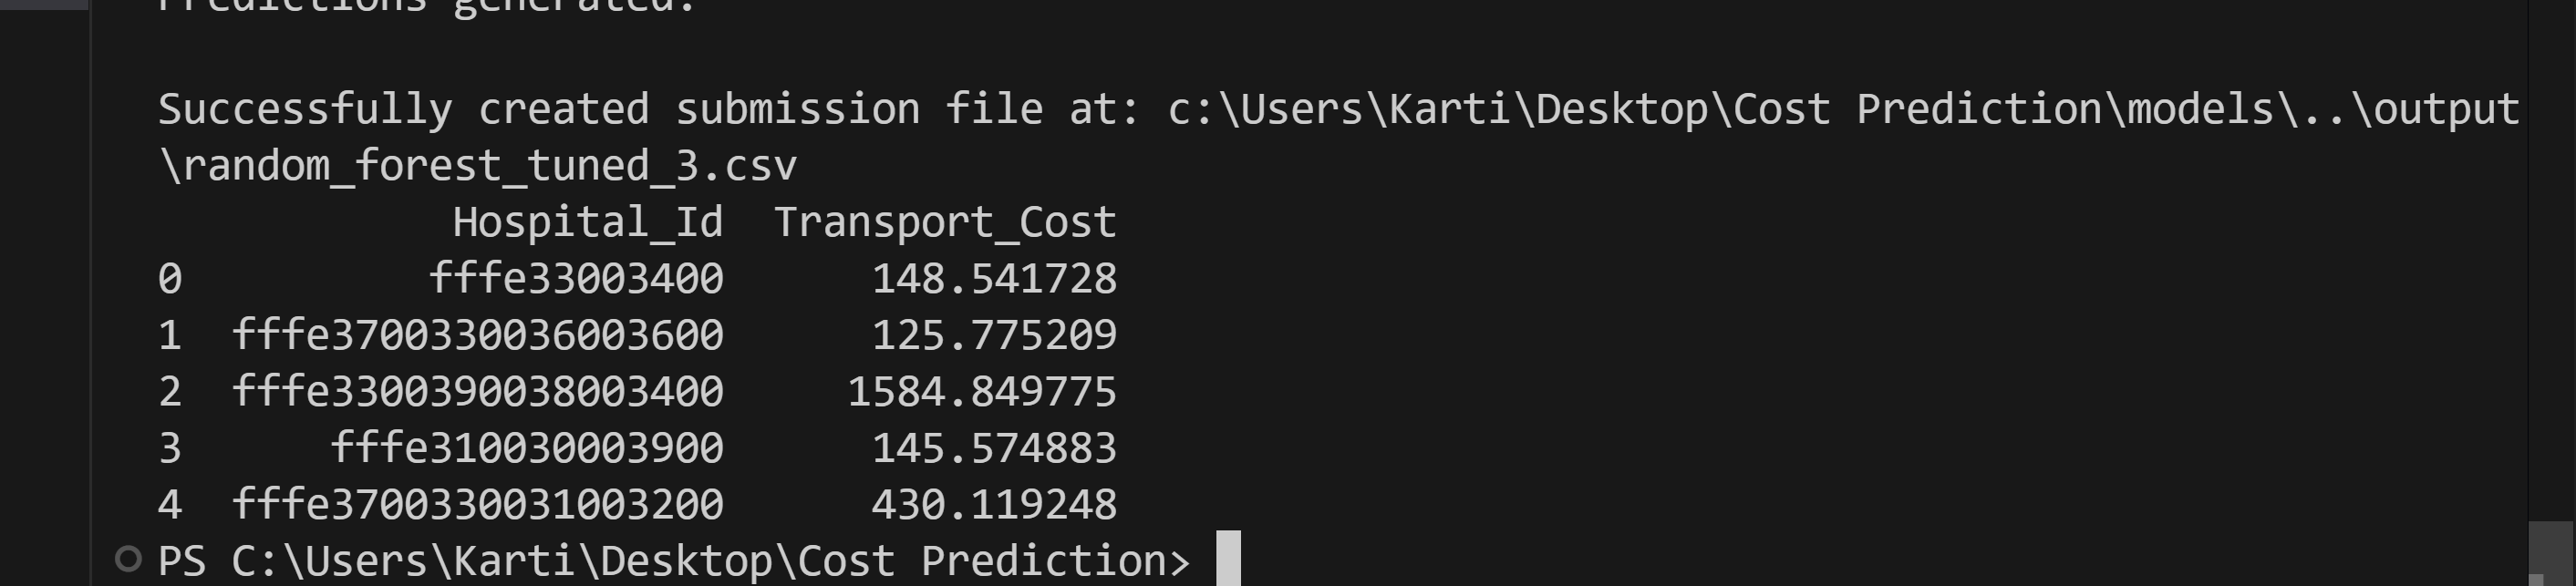 Predictions generated.

Successfully created submission file at: c:\Users\Karti\Desktop\Cost Prediction\models\..\output
\random_forest_tuned_3.csv
            Hospital_Id  Transport_Cost
0          fffe33003400      148.541728
1  fffe3700330036003600      125.775209
2  fffe3300390038003400     1584.849775
3      fffe310030003900      145.574883
4  fffe3700330031003200      430.119248
PS C:\Users\Karti\Desktop\Cost Prediction>